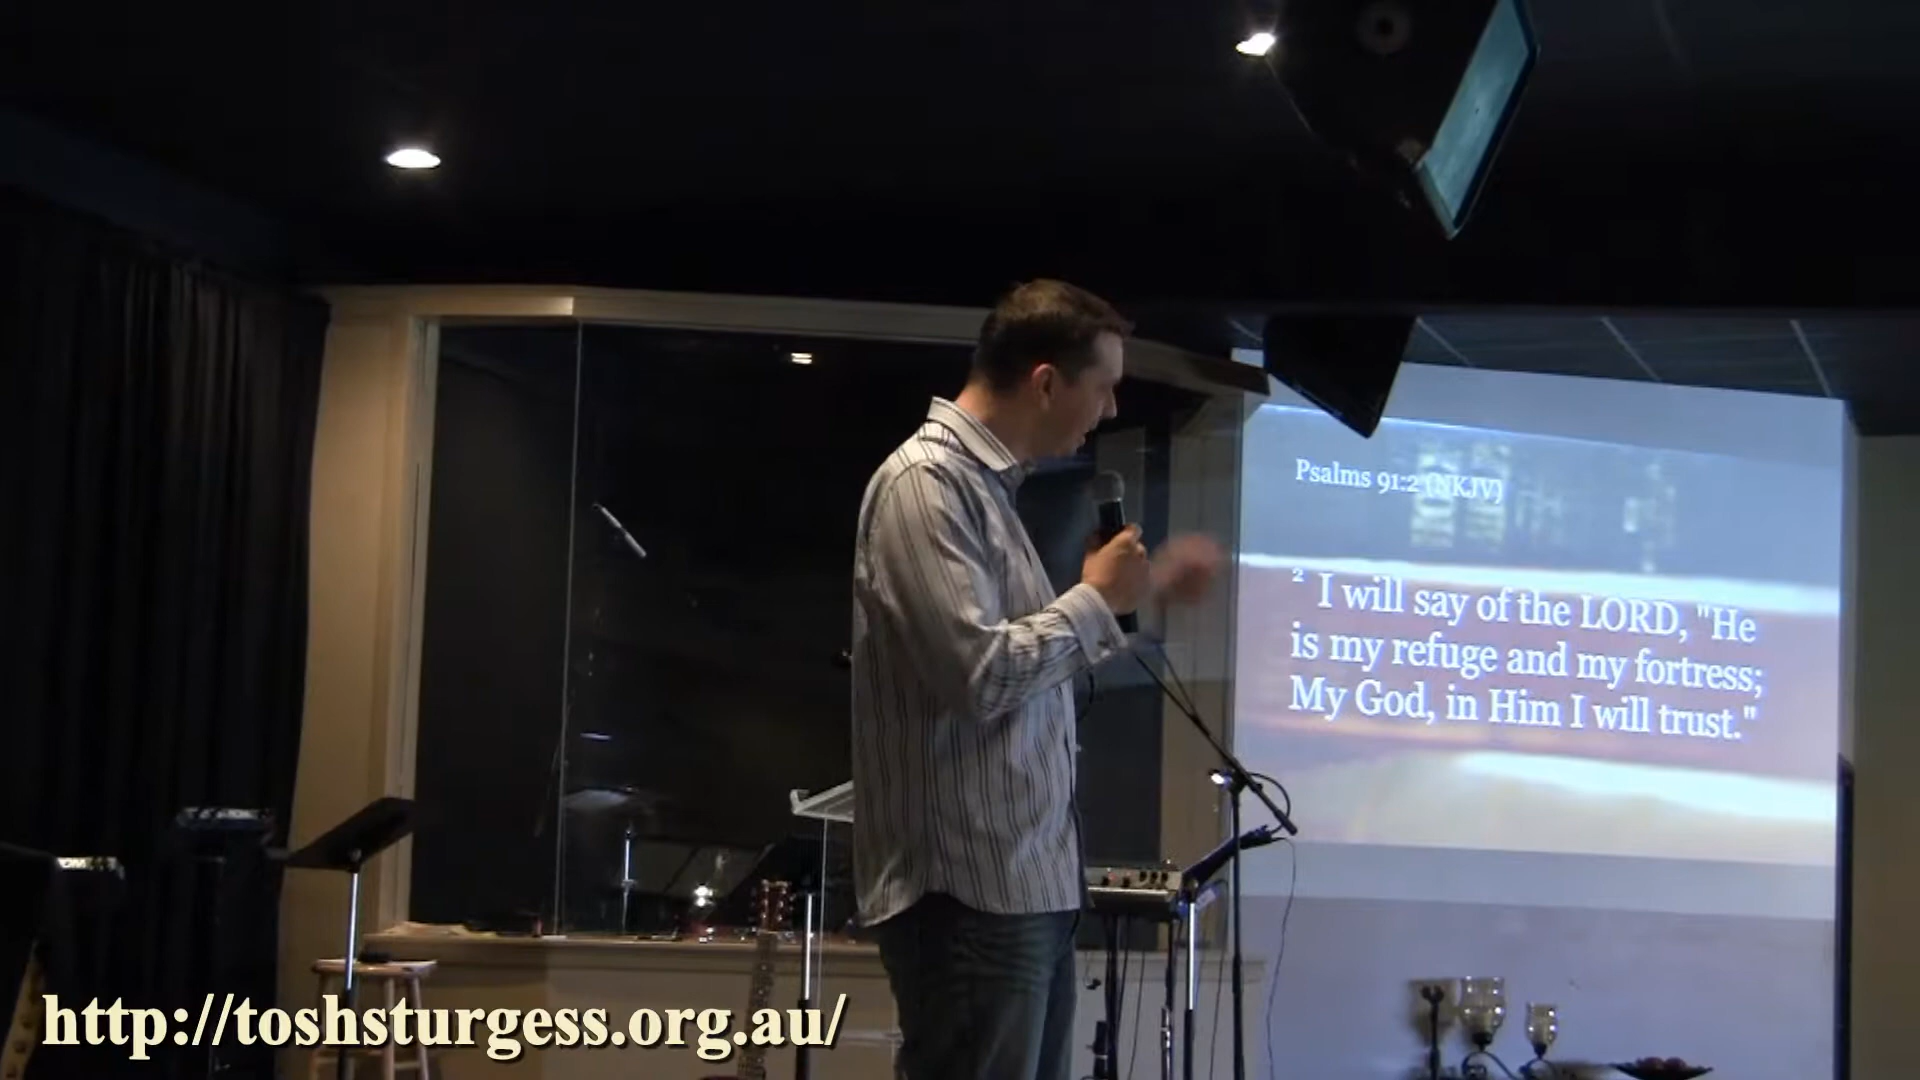 Psalms 91:2 (NKJV)
2 I will say of the LORD, "He
is my refuge and my fortress;
My God, in Him I will trust."
http://toshsturgess.org.au/